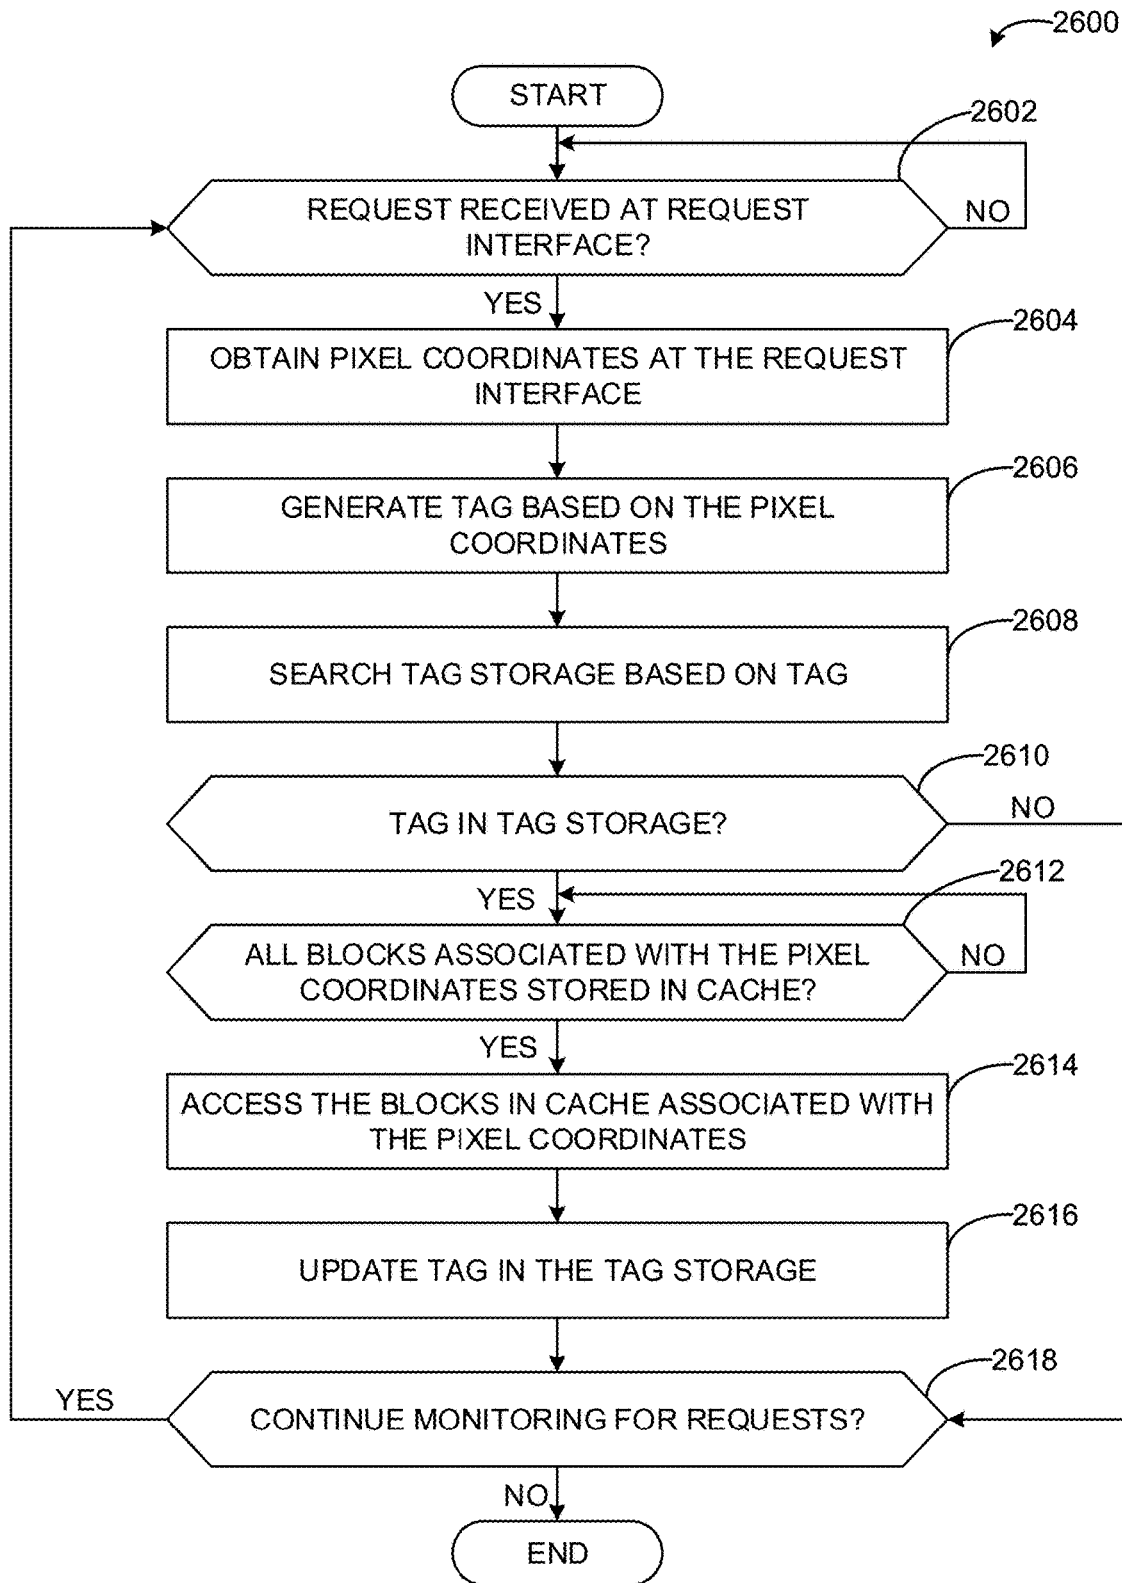 2600
START
2602
REQUEST RECEIVED AT REQUEST
INTERFACE?
NO
YES
2604
OBTAIN PIXEL COORDINATES AT THE REQUEST
INTERFACE
2606
GENERATE TAG BASED ON THE PIXEL
COORDINATES
2608
SEARCH TAG STORAGE BASED ON TAG
2610
TAG IN TAG STORAGE?
NO
YES
2612
ALL BLOCKS ASSOCIATED WITH THE PIXEL
COORDINATES STORED IN CACHE?
NO
YES
2614
ACCESS THE BLOCKS IN CACHE ASSOCIATED WITH
THE PIXEL COORDINATES
2616
UPDATE TAG IN THE TAG STORAGE
2618
YES
CONTINUE MONITORING FOR REQUESTS?
NO
END